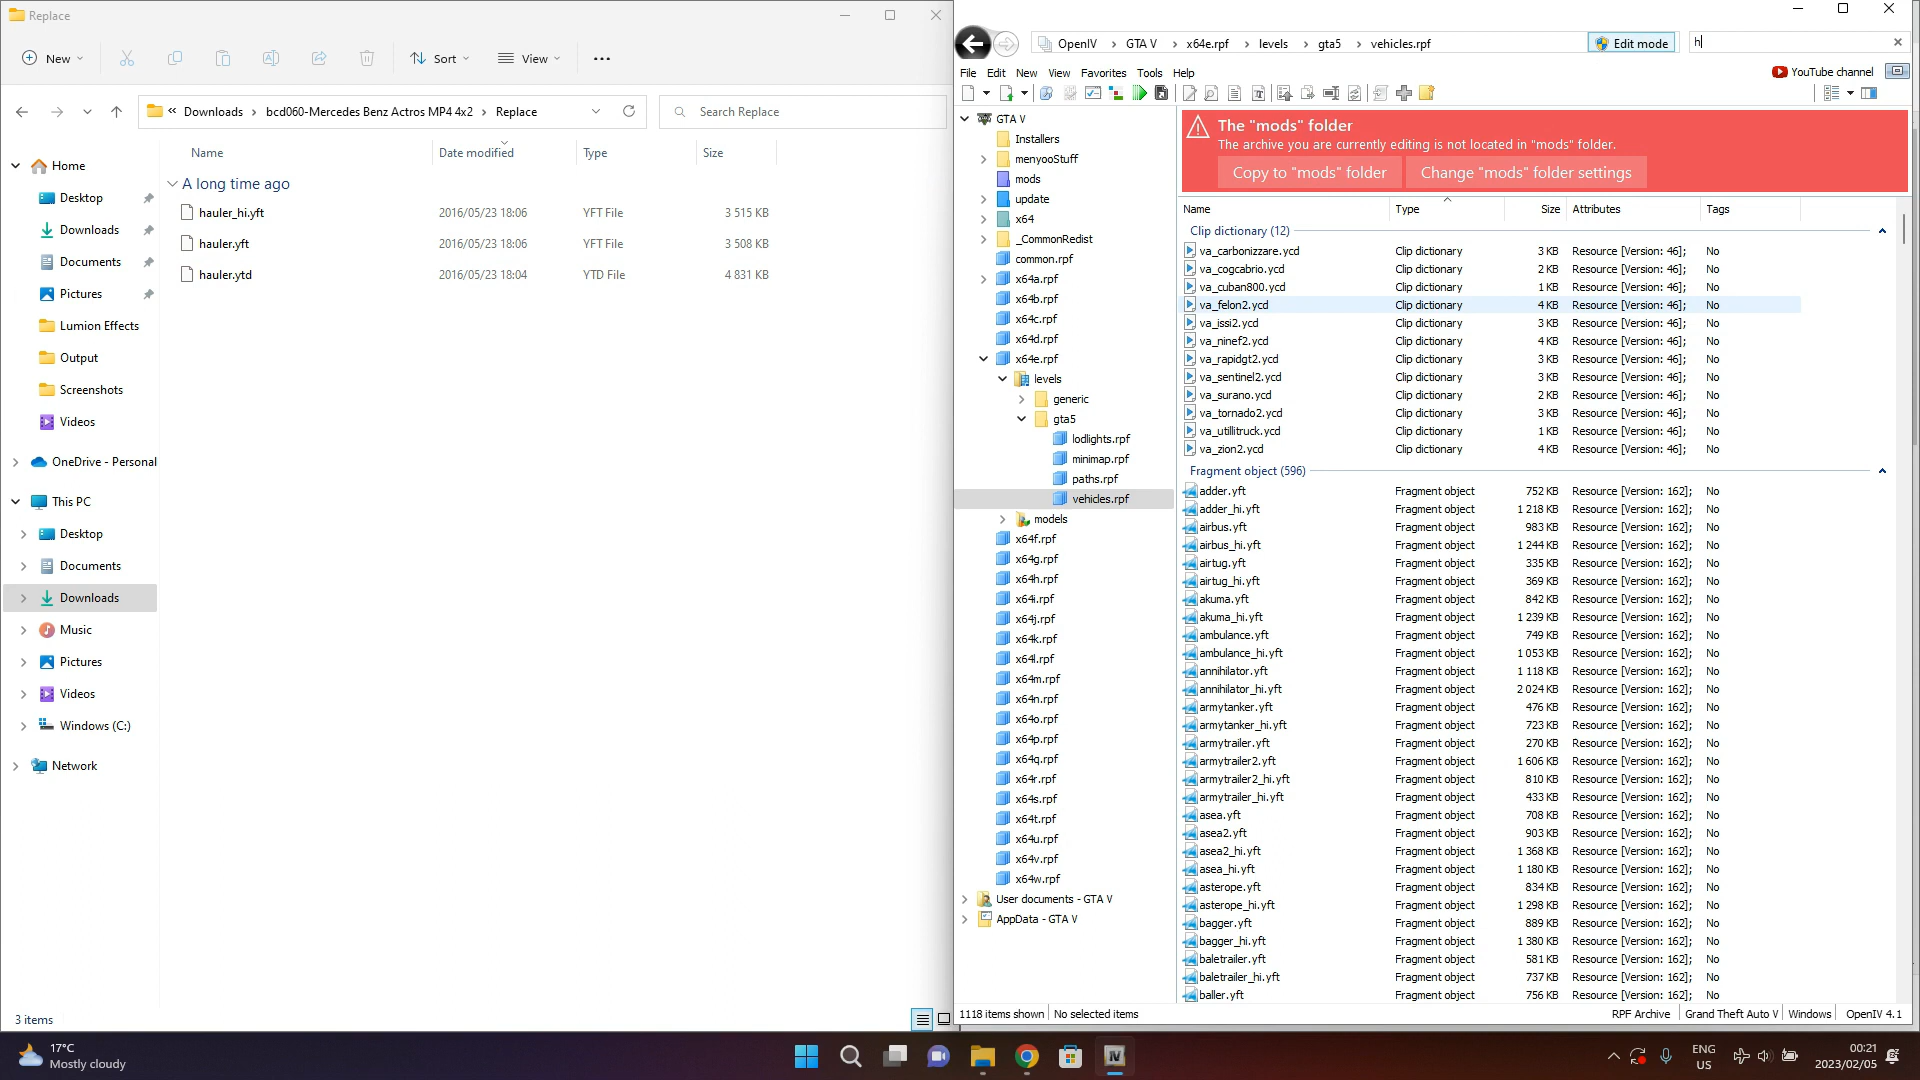 Replace
New
Sort
View
Downloads
bcd060-Mercedes Benz Actros MP4 4x2
Replace
Search Replace
Home
Desktop
Downloads
Documents
Pictures
Lumion Effects
Output
Screenshots
Videos
OneDrive - Personal
This PC
Desktop
Documents
Downloads
Music
Pictures
Videos
Windows (C:)
Network
Name Date modified Type Size
A long time ago
hauler_hi.yft 2016/05/23 18:06 YFT File 3 515 KB
hauler.yft 2016/05/23 18:06 YFT File 3 508 KB
hauler.ytd 2016/05/23 18:04 YTD File 4 831 KB
3 items
OpenIV GTA V x64e.rpf levels gta5 vehicles.rpf
Edit mode
h
File Edit New View Favorites Tools Help
YouTube channel
GTA V
Installers
menyooStuff
mods
update
x64
_CommonRedist
common.rpf
x64a.rpf
x64b.rpf
x64c.rpf
x64d.rpf
x64e.rpf
levels
generic
gta5
lodlights.rpf
minimap.rpf
paths.rpf
vehicles.rpf
models
x64f.rpf
x64g.rpf
x64h.rpf
x64i.rpf
x64j.rpf
x64k.rpf
x64l.rpf
x64m.rpf
x64n.rpf
x64o.rpf
x64p.rpf
x64q.rpf
x64r.rpf
x64s.rpf
x64t.rpf
x64u.rpf
x64v.rpf
x64w.rpf
User documents - GTA V
AppData - GTA V
The "mods" folder
The archive you are currently editing is not located in "mods" folder.
Copy to "mods" folder
Change "mods" folder settings
Name Type Size Attributes Tags
Clip dictionary (12)
va_carbonizzare.ycd Clip dictionary 3 KB Resource [Version: 46]; No
va_cogcabrio.ycd Clip dictionary 2 KB Resource [Version: 46]; No
va_cuban800.ycd Clip dictionary 1 KB Resource [Version: 46]; No
va_felon2.ycd Clip dictionary 4 KB Resource [Version: 46]; No
va_issi2.ycd Clip dictionary 3 KB Resource [Version: 46]; No
va_ninef2.ycd Clip dictionary 4 KB Resource [Version: 46]; No
va_rapidgt2.ycd Clip dictionary 3 KB Resource [Version: 46]; No
va_sentinel2.ycd Clip dictionary 3 KB Resource [Version: 46]; No
va_surano.ycd Clip dictionary 2 KB Resource [Version: 46]; No
va_tornado2.ycd Clip dictionary 3 KB Resource [Version: 46]; No
va_utillitruck.ycd Clip dictionary 1 KB Resource [Version: 46]; No
va_zion2.ycd Clip dictionary 4 KB Resource [Version: 46]; No
Fragment object (596)
adder.yft Fragment object 752 KB Resource [Version: 162]; No
adder_hi.yft Fragment object 1 218 KB Resource [Version: 162]; No
airbus.yft Fragment object 983 KB Resource [Version: 162]; No
airbus_hi.yft Fragment object 1 244 KB Resource [Version: 162]; No
airtug.yft Fragment object 335 KB Resource [Version: 162]; No
airtug_hi.yft Fragment object 369 KB Resource [Version: 162]; No
akuma.yft Fragment object 842 KB Resource [Version: 162]; No
akuma_hi.yft Fragment object 1 239 KB Resource [Version: 162]; No
ambulance.yft Fragment object 749 KB Resource [Version: 162]; No
ambulance_hi.yft Fragment object 1 053 KB Resource [Version: 162]; No
annihilator.yft Fragment object 1 118 KB Resource [Version: 162]; No
annihilator_hi.yft Fragment object 2 024 KB Resource [Version: 162]; No
armytanker.yft Fragment object 476 KB Resource [Version: 162]; No
armytanker_hi.yft Fragment object 723 KB Resource [Version: 162]; No
armytrailer.yft Fragment object 270 KB Resource [Version: 162]; No
armytrailer2.yft Fragment object 1 606 KB Resource [Version: 162]; No
armytrailer2_hi.yft Fragment object 810 KB Resource [Version: 162]; No
armytrailer_hi.yft Fragment object 433 KB Resource [Version: 162]; No
asea.yft Fragment object 708 KB Resource [Version: 162]; No
asea2.yft Fragment object 903 KB Resource [Version: 162]; No
asea2_hi.yft Fragment object 1 368 KB Resource [Version: 162]; No
asea_hi.yft Fragment object 1 180 KB Resource [Version: 162]; No
asterope.yft Fragment object 834 KB Resource [Version: 162]; No
asterope_hi.yft Fragment object 1 298 KB Resource [Version: 162]; No
bagger.yft Fragment object 889 KB Resource [Version: 162]; No
bagger_hi.yft Fragment object 1 380 KB Resource [Version: 162]; No
baletrailer.yft Fragment object 581 KB Resource [Version: 162]; No
baletrailer_hi.yft Fragment object 737 KB Resource [Version: 162]; No
baller.yft Fragment object 756 KB Resource [Version: 162]; No
1118 items shown No selected items RPF Archive Grand Theft Auto V Windows OpenIV 4.1
17°C
Mostly cloudy
IV
ENG
US
00:21
2023/02/05